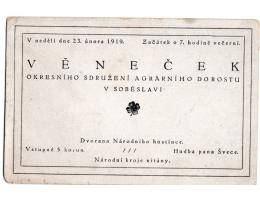 V neděli dne 23. února 1919. Začátek o 7. hodině večerní.
VĚNEČEK
OKRESNÍHO SDRUŽENÍ AGRÁRNÍHO DOROSTU
V SOBĚSLAVI
Dvorana Národního hostince.
Vstupné 5 korun. /// Hudba pana Švece.
Národní kroje vítány.